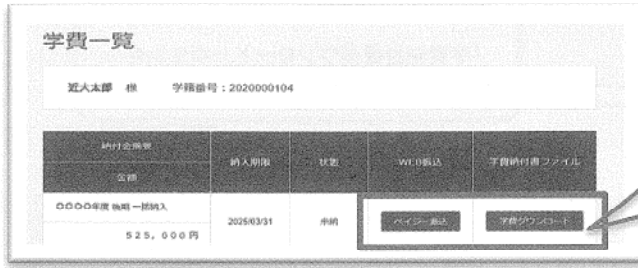 学費一覧
近大太郎 様 学籍番号：2020000104
納付金概要
金額
納入期限
状態
WEB振込
学費納付書ファイル
〇〇〇〇年度 後期 一括納入
525,000円
2025/03/31
未納
ペイジー振込
学費ダウンロード